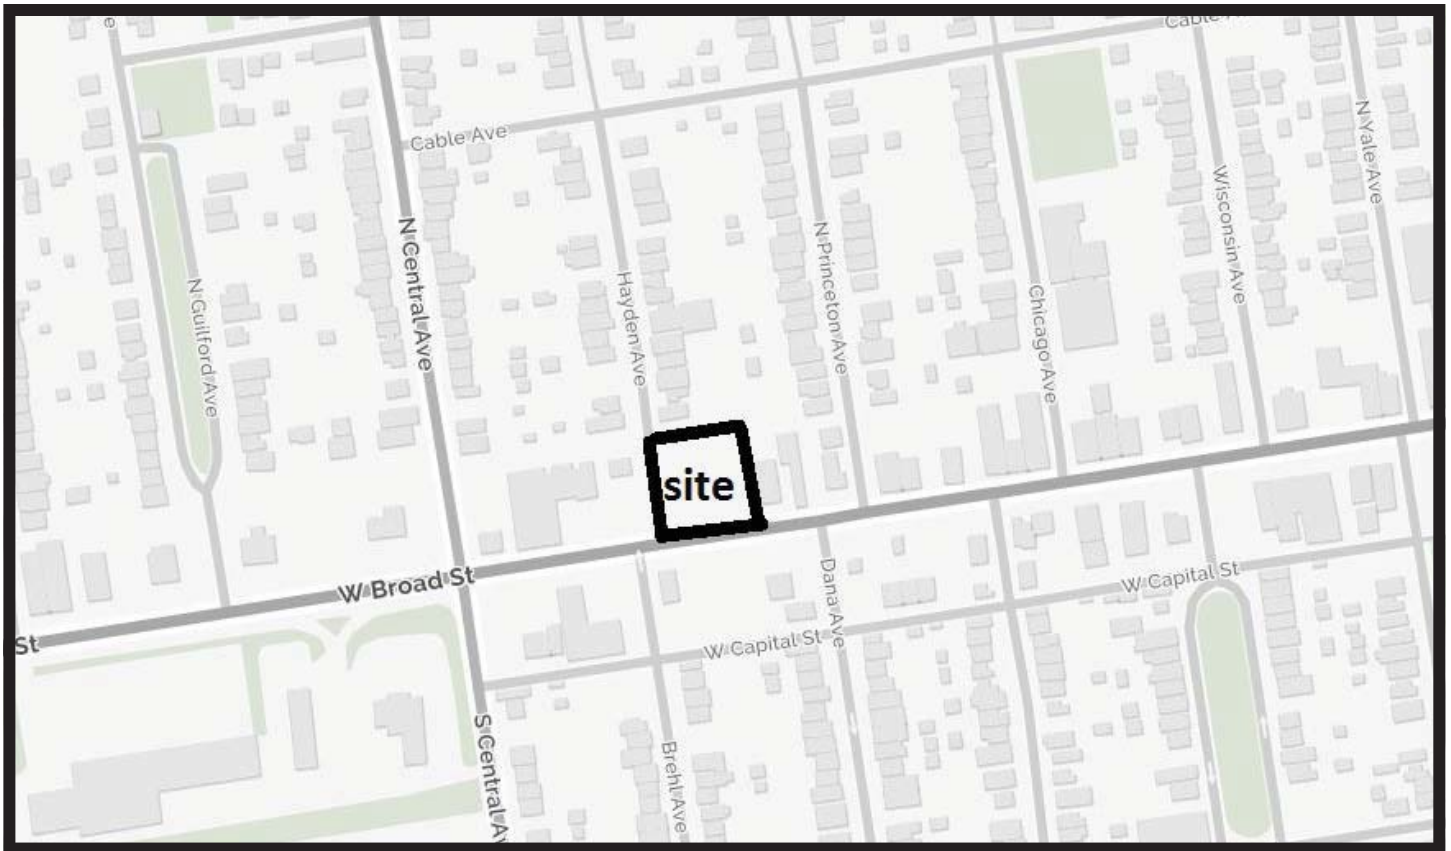 e
Cable A
Cable Ave
N Central Ave
N Yale Ave
Wisconsin Ave
N Princeton Ave
Hayden Ave
N Guilford Ave
Chicago Ave
site
W Broad St
St
Dana Ave
W Capital St
W Capital St
S Central Av
Brehl Ave